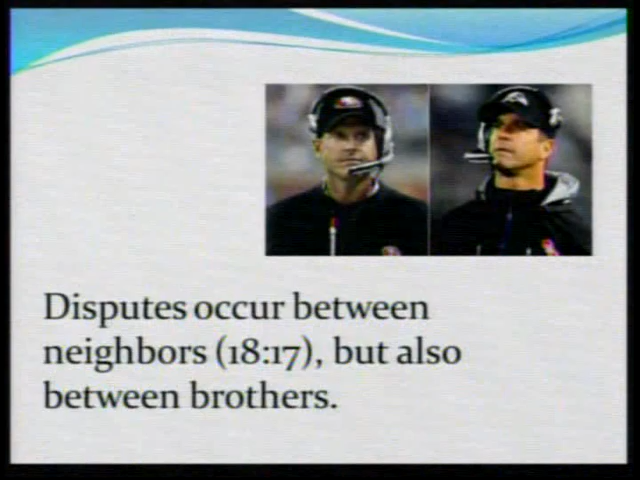 Disputes occur between
neighbors (18:17), but also
between brothers.